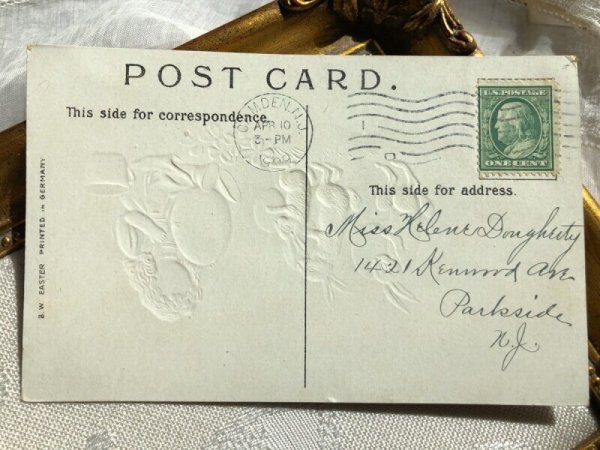 POST CARD.
This side for correspondence.
CAMDEN, N.J.
APR 10
3-PM
1
U.S. POSTAGE
ONE CENT
This side for address.
Miss Helene Dougherty
1421 Kenwood Ave
Parkside
N.J.
B.W. EASTER PRINTED IN GERMANY